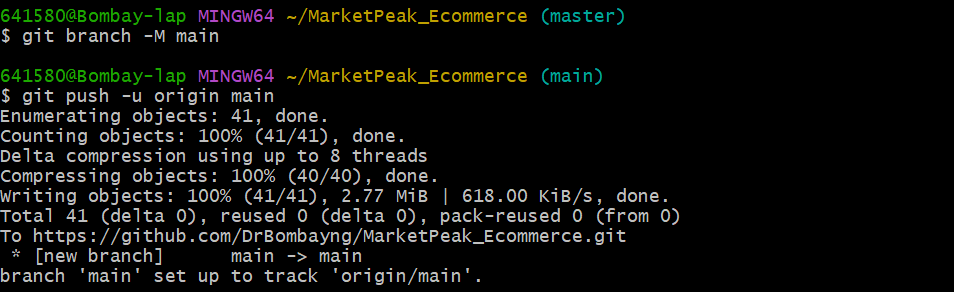 64158O@Bombay-lap MINGW64 ~/MarketPeak_Ecommerce (master)
$ git branch -M main
64158O@Bombay-lap MINGW64 ~/MarketPeak_Ecommerce (main)
$ git push -u origin main
Enumerating objects: 41, done.
Counting objects: 100% (41/41), done.
Delta compression using up to 8 threads
Compressing objects: 100% (40/40), done.
Writing objects: 100% (41/41), 2.77 MiB | 618.00 KiB/s, done.
Total 41 (delta 0), reused 0 (delta 0), pack-reused 0 (from 0)
To https://github.com/DrBombayng/MarketPeak_Ecommerce.git
 * [new branch]      main -> main
branch 'main' set up to track 'origin/main'.